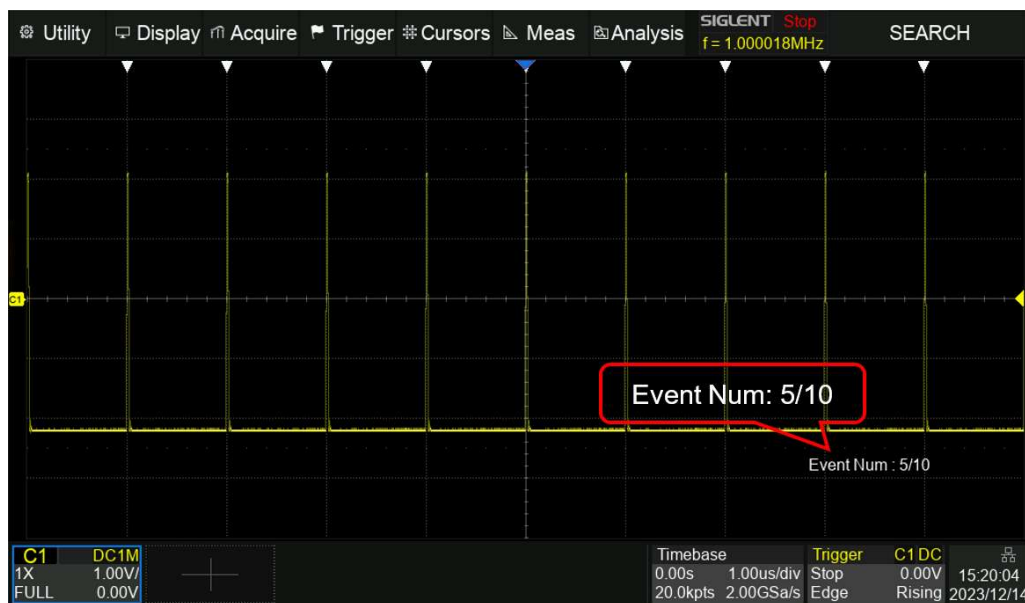 Utility Display Acquire Trigger Cursors Meas Analysis SIGLENT Stop SEARCH
f = 1.000018MHz
C1
Event Num: 5/10
Event Num : 5/10
C1 DC1M
1X 1.00V/
FULL 0.00V
Timebase
0.00s 1.00us/div
20.0kpts 2.00GSa/s
Trigger C1 DC
Stop 0.00V
Edge Rising
15:20:04
2023/12/14